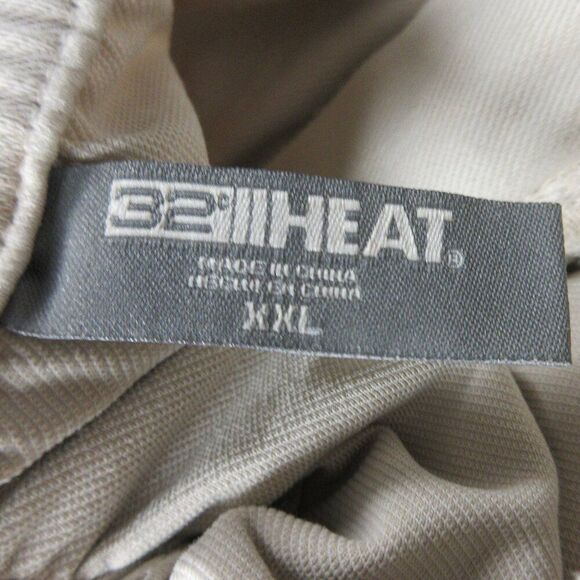 32° HEAT®
MADE IN CHINA
HECHO EN CHINA
XXL